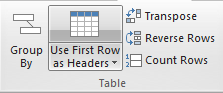 Group
By
Use First Row
as Headers
Transpose
Reverse Rows
Count Rows
Table